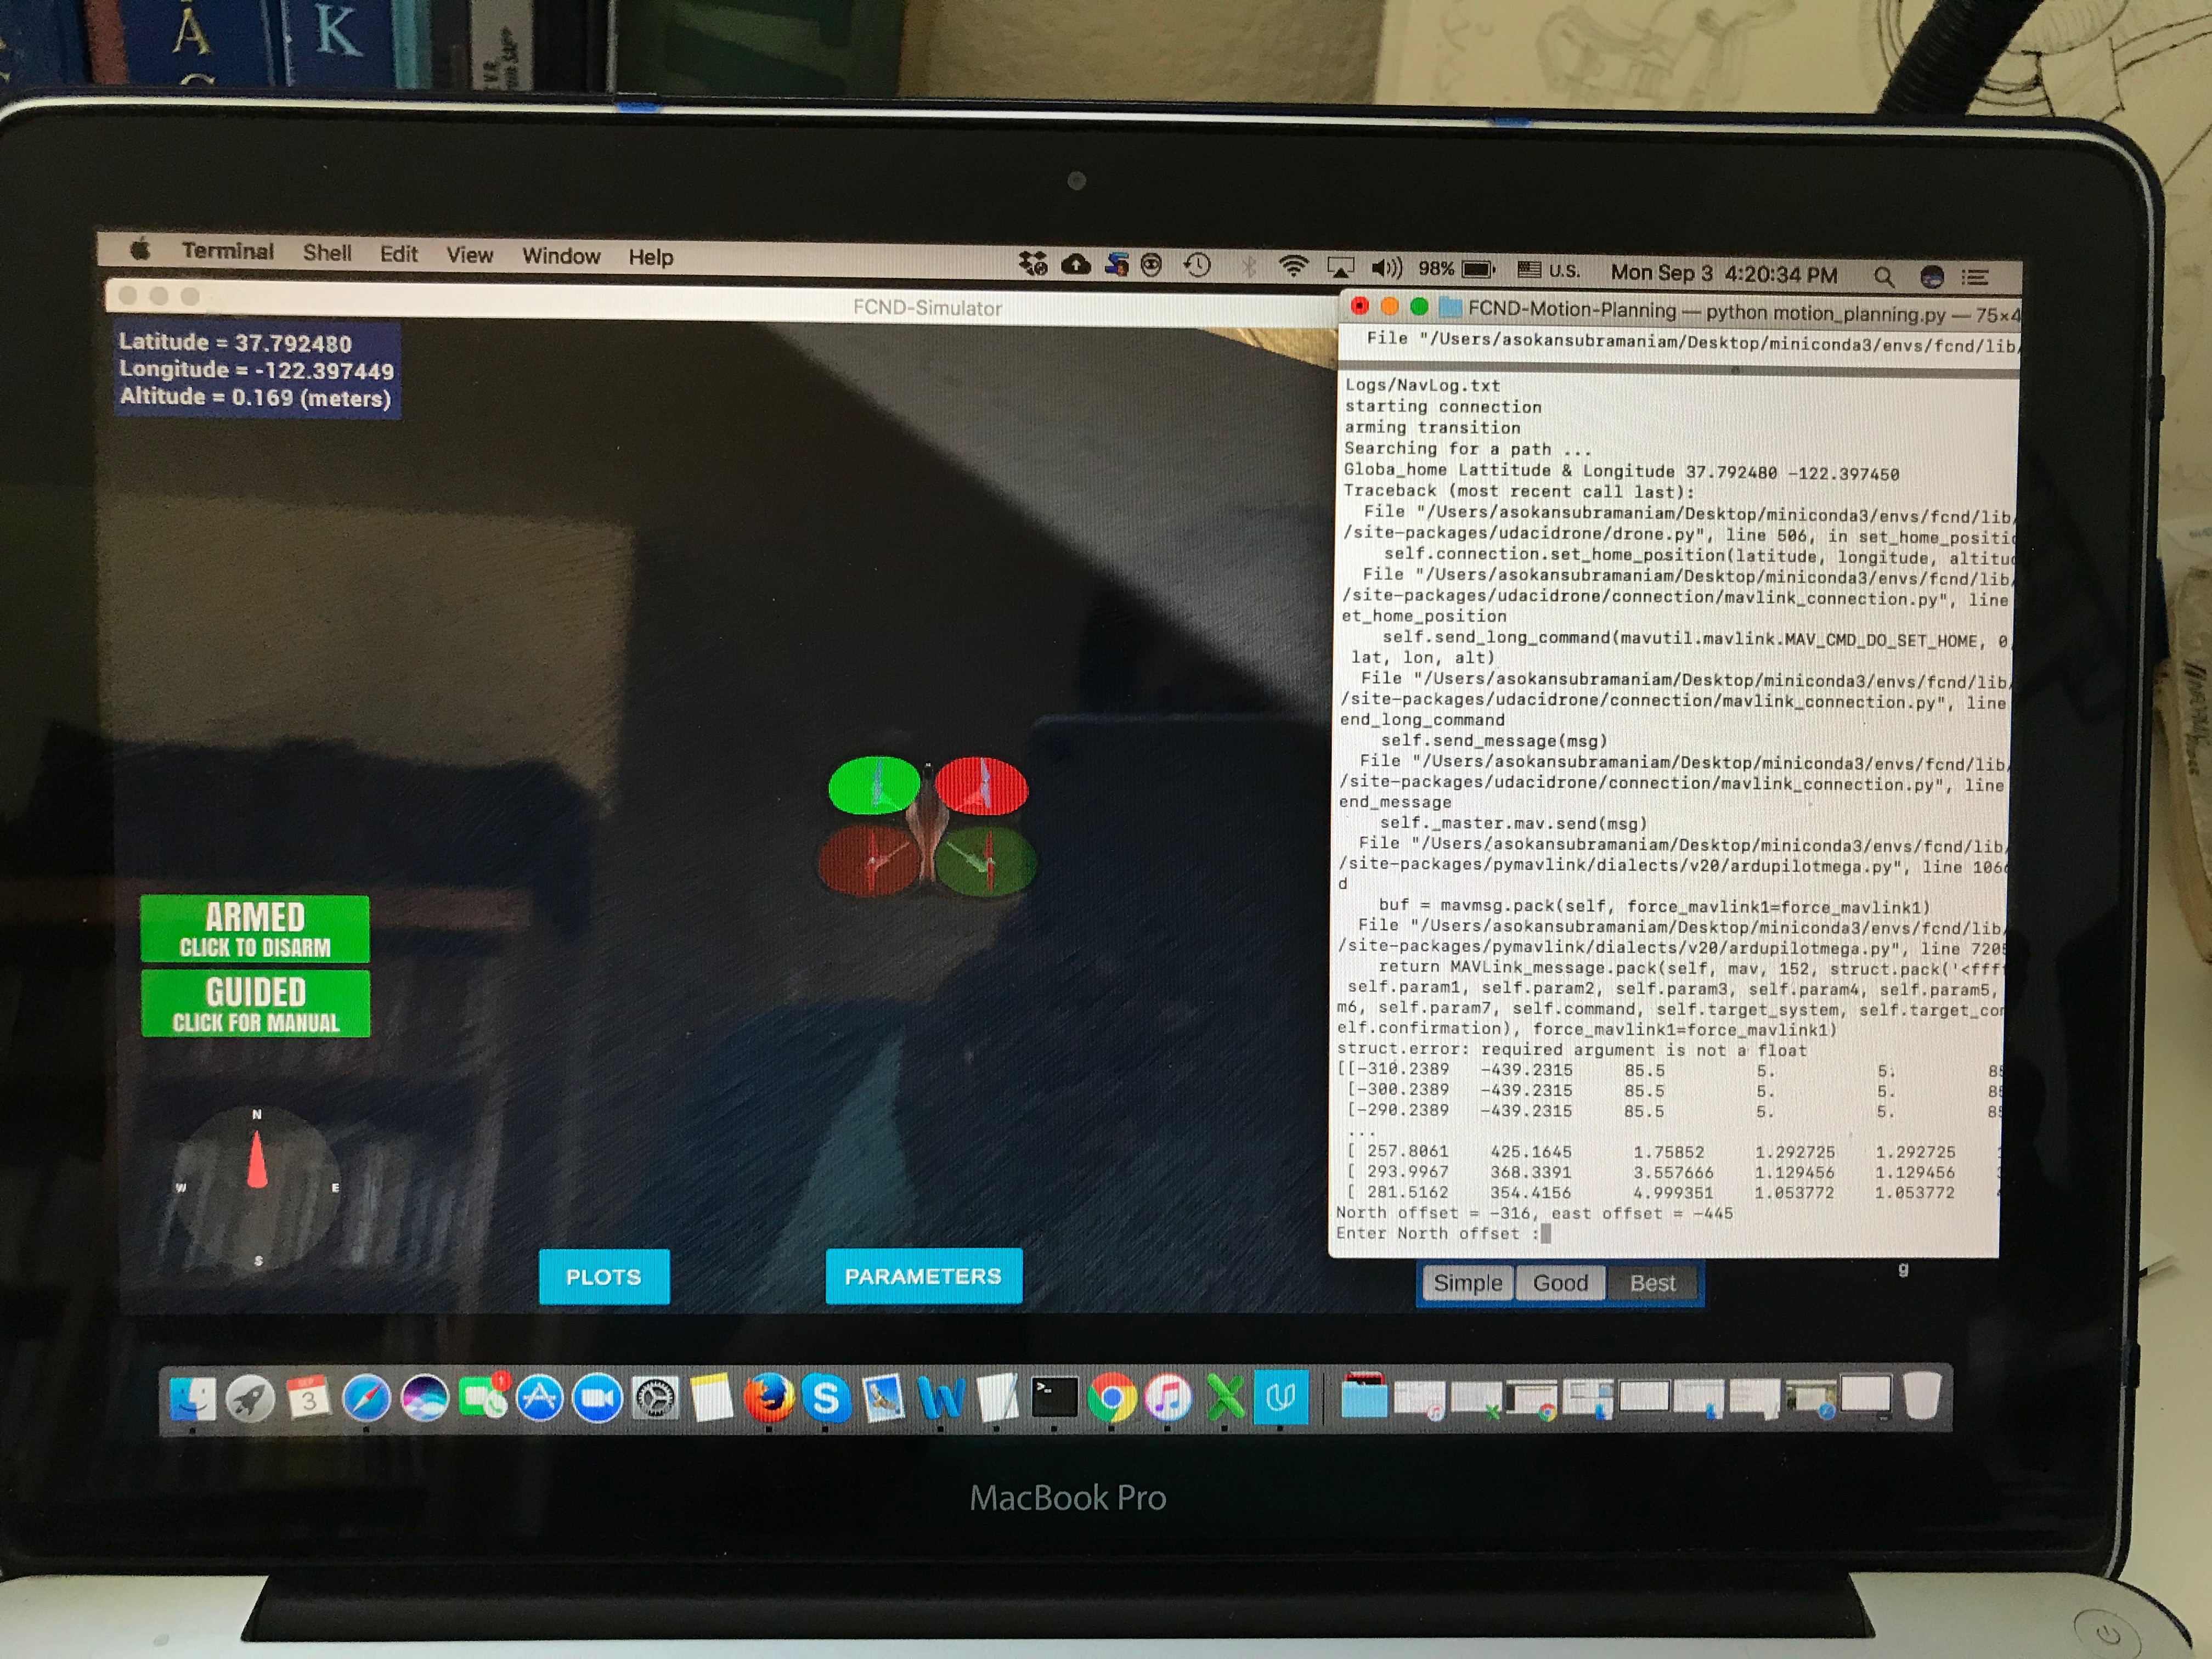 A
K
Terminal Shell Edit View Window Help 98% U.S. Mon Sep 3 4:20:34 PM
FCND-Simulator
Latitude = 37.792480
Longitude = -122.397449
Altitude = 0.169 (meters)
ARMED
CLICK TO DISARM
GUIDED
CLICK FOR MANUAL
N
W E
S
PLOTS
PARAMETERS
FCND-Motion-Planning — python motion_planning.py — 75×4
File "/Users/asokansubramaniam/Desktop/miniconda3/envs/fcnd/lib/
Logs/NavLog.txt
starting connection
arming transition
Searching for a path ...
Globa_home Lattitude & Longitude 37.792480 -122.397450
Traceback (most recent call last):
File "/Users/asokansubramaniam/Desktop/miniconda3/envs/fcnd/lib/
/site-packages/udacidrone/drone.py", line 506, in set_home_positio
self.connection.set_home_position(latitude, longitude, altitud
File "/Users/asokansubramaniam/Desktop/miniconda3/envs/fcnd/lib/
/site-packages/udacidrone/connection/mavlink_connection.py", line
et_home_position
self.send_long_command(mavutil.mavlink.MAV_CMD_DO_SET_HOME, 0
lat, lon, alt)
File "/Users/asokansubramaniam/Desktop/miniconda3/envs/fcnd/lib/
/site-packages/udacidrone/connection/mavlink_connection.py", line
end_long_command
self.send_message(msg)
File "/Users/asokansubramaniam/Desktop/miniconda3/envs/fcnd/lib/
/site-packages/udacidrone/connection/mavlink_connection.py", line
end_message
self._master.mav.send(msg)
File "/Users/asokansubramaniam/Desktop/miniconda3/envs/fcnd/lib/
/site-packages/pymavlink/dialects/v20/ardupilotmega.py", line 106
d
buf = mavmsg.pack(self, force_mavlink1=force_mavlink1)
File "/Users/asokansubramaniam/Desktop/miniconda3/envs/fcnd/lib/
/site-packages/pymavlink/dialects/v20/ardupilotmega.py", line 720
return MAVLink_message.pack(self, mav, 152, struct.pack('<fff
self.param1, self.param2, self.param3, self.param4, self.param5,
m6, self.param7, self.command, self.target_system, self.target_co
elf.confirmation), force_mavlink1=force_mavlink1)
struct.error: required argument is not a float
[[-310.2389 -439.2315 85.5 5. 5. 85
[-300.2389 -439.2315 85.5 5. 5. 85
[-290.2389 -439.2315 85.5 5. 5. 85
...
[ 257.8061 425.1645 1.75852 1.292725 1.292725
[ 293.9967 368.3391 3.557666 1.129456 1.129456
[ 281.5162 354.4156 4.999351 1.053772 1.053772
North offset = -316, east offset = -445
Enter North offset :
Simple Good Best
g
SEP
3
1
MacBook Pro